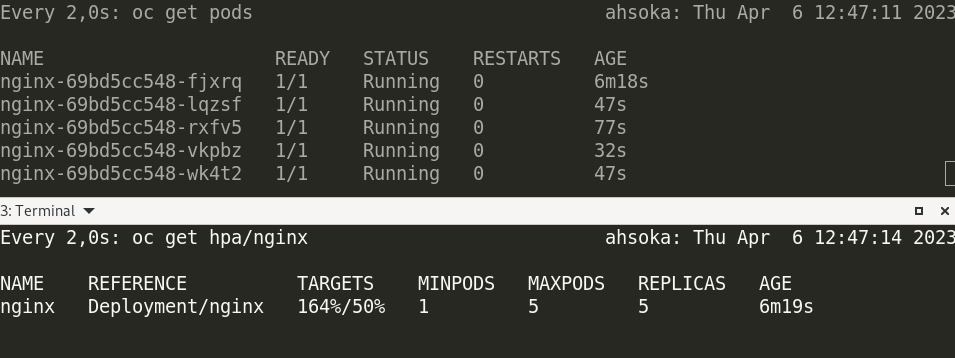 Every 2,0s: oc get pods ahsoka: Thu Apr  6 12:47:11 2023
NAME READY STATUS RESTARTS AGE
nginx-69bd5cc548-fjxrq 1/1 Running 0 6m18s
nginx-69bd5cc548-lqzsf 1/1 Running 0 47s
nginx-69bd5cc548-rxfv5 1/1 Running 0 77s
nginx-69bd5cc548-vkpbz 1/1 Running 0 32s
nginx-69bd5cc548-wk4t2 1/1 Running 0 47s
3: Terminal
Every 2,0s: oc get hpa/nginx ahsoka: Thu Apr  6 12:47:14 2023
NAME REFERENCE TARGETS MINPODS MAXPODS REPLICAS AGE
nginx Deployment/nginx 164%/50% 1 5 5 6m19s